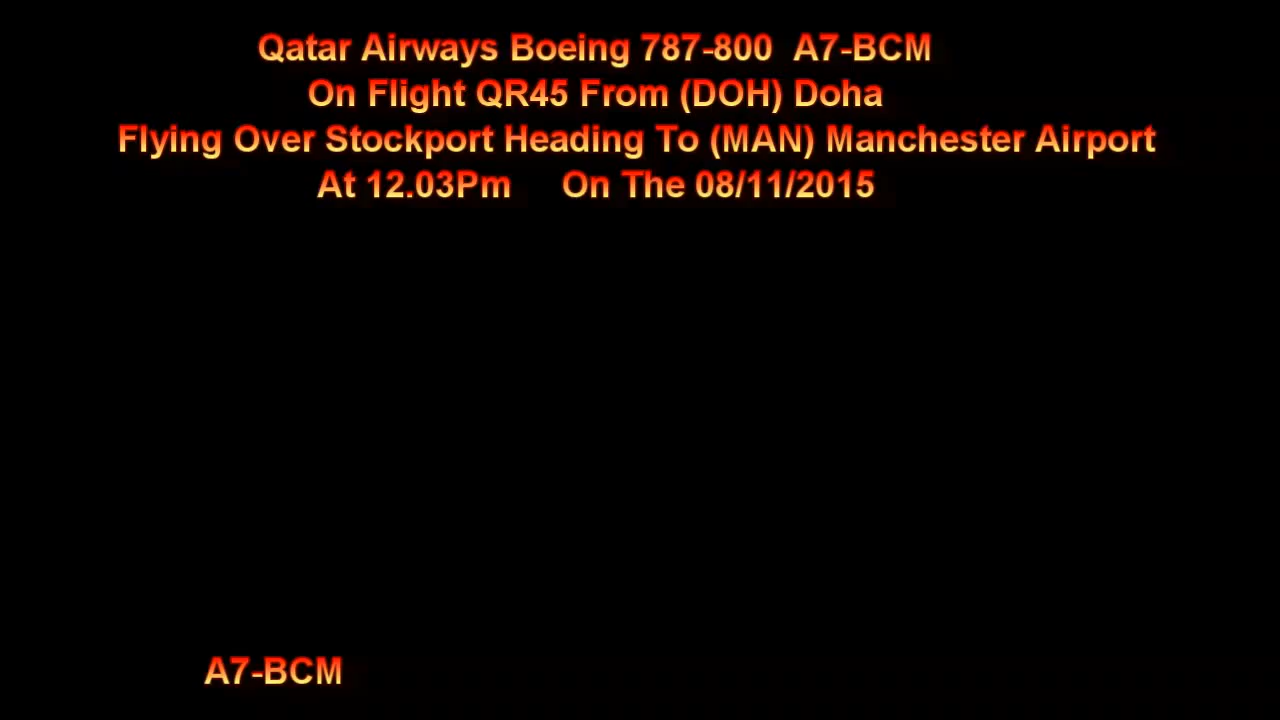 Qatar Airways Boeing 787-800  A7-BCM
On Flight QR45 From (DOH) Doha
Flying Over Stockport Heading To (MAN) Manchester Airport
At 12.03Pm     On The 08/11/2015
A7-BCM